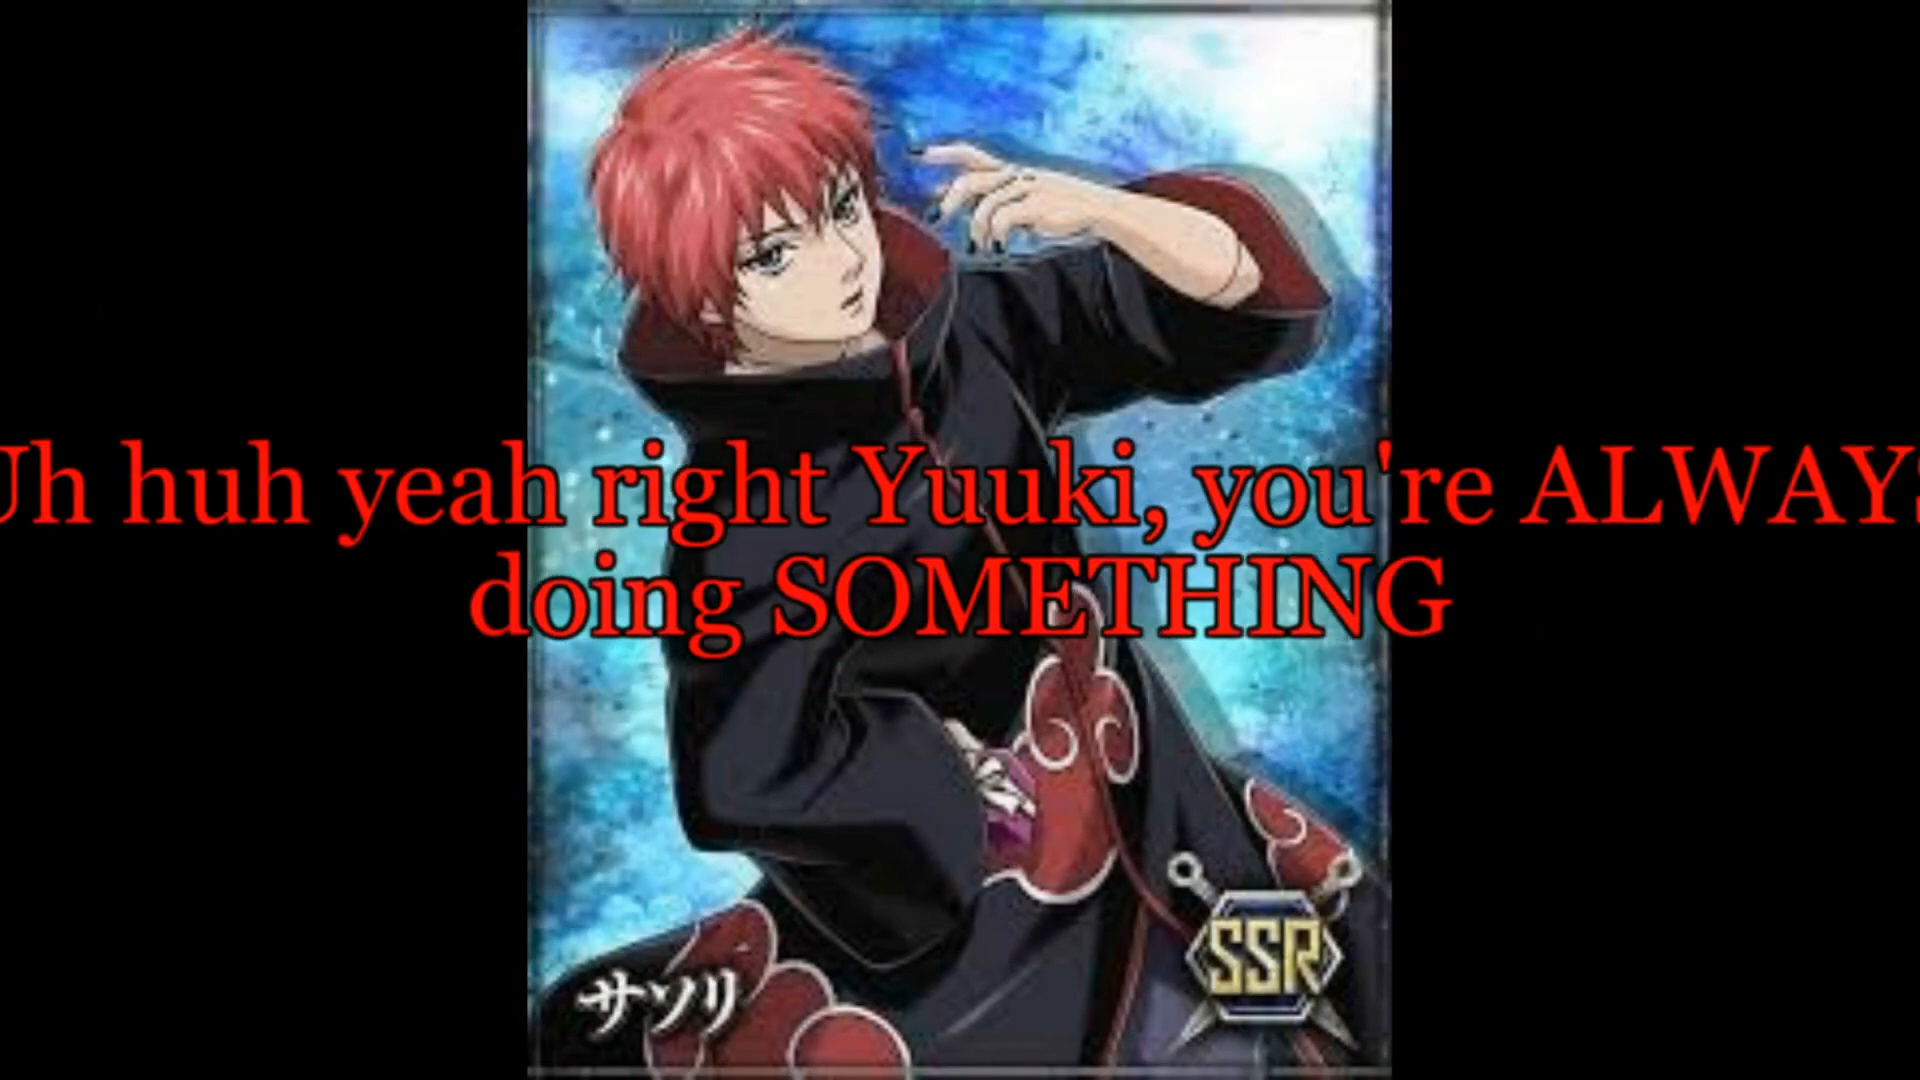 Uh huh yeah right Yuuki, you're ALWAYS
doing SOMETHING
サソリ
SSR